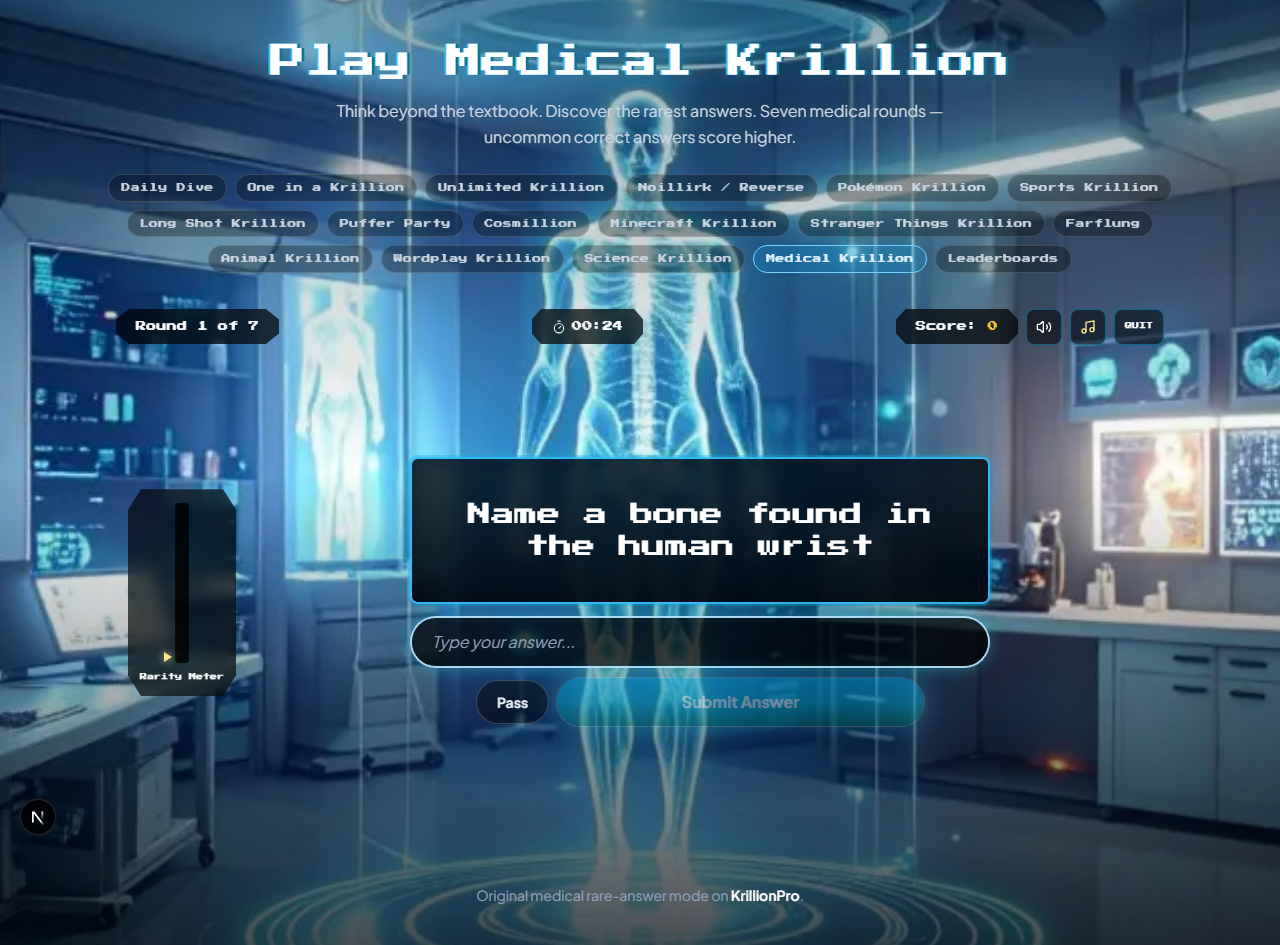 Play Medical Krillion
Think beyond the textbook. Discover the rarest answers. Seven medical rounds —
uncommon correct answers score higher.
Daily Dive One in a Krillion Unlimited Krillion Noillirk / Reverse Pokémon Krillion Sports Krillion
Long Shot Krillion Puffer Party Cosmillion Minecraft Krillion Stranger Things Krillion Farflung
Animal Krillion Wordplay Krillion Science Krillion Medical Krillion Leaderboards
Round 1 of 7 00:24 Score: 0 QUIT
Name a bone found in
the human wrist
Type your answer...
Rarity Meter
Pass Submit Answer
N
Original medical rare-answer mode on KrillionPro.